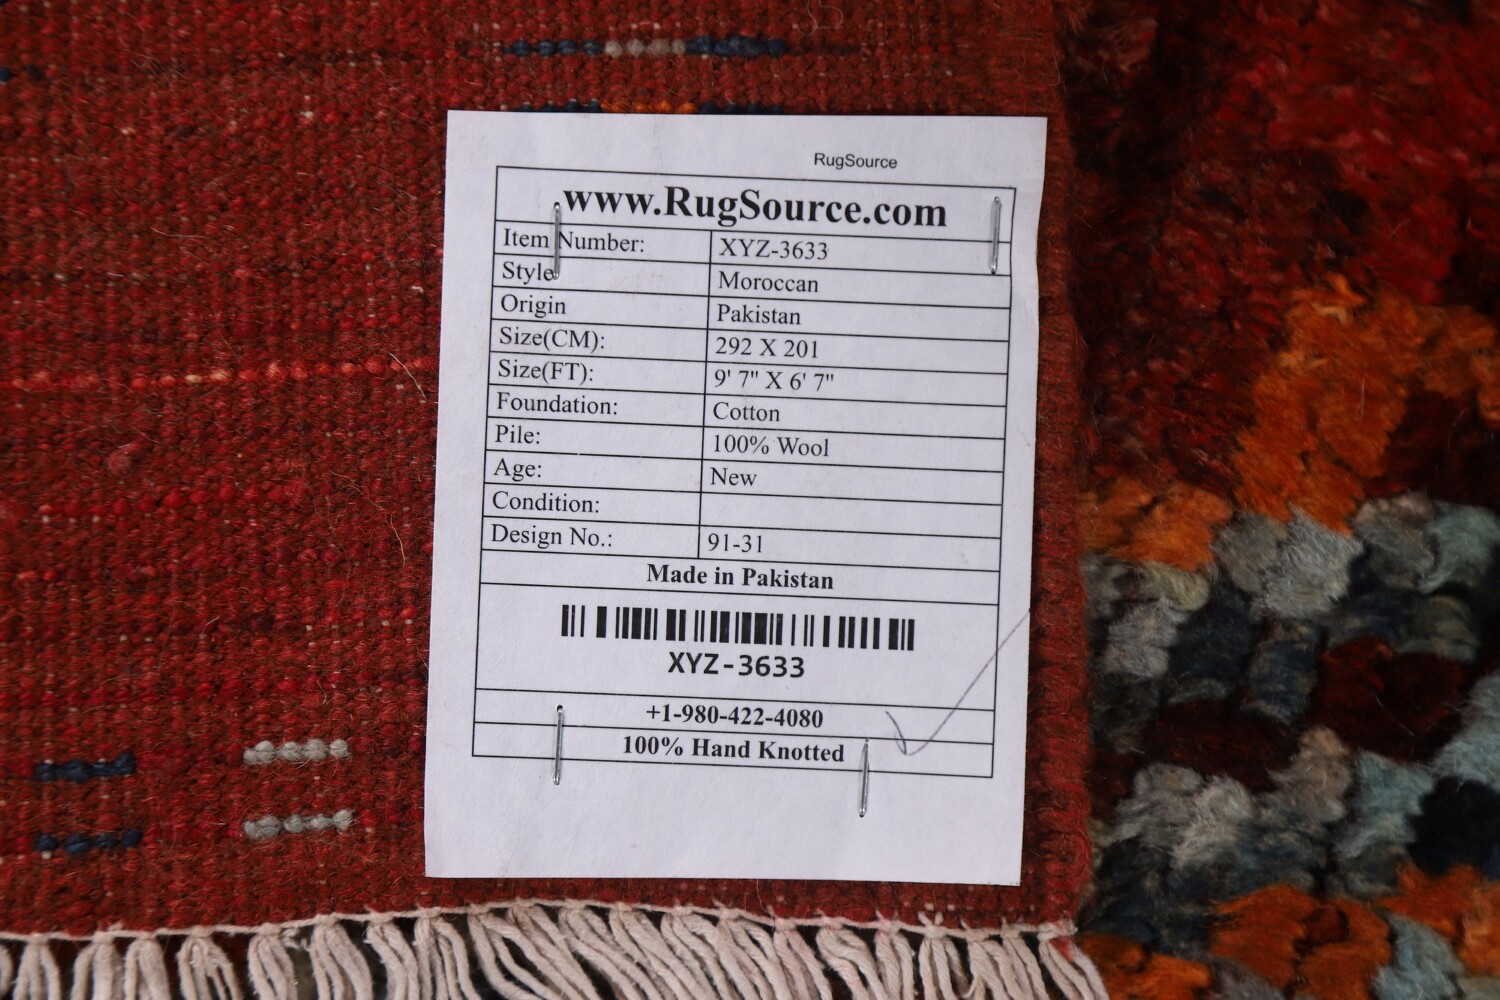 RugSource
www.RugSource.com
Item Number: XYZ-3633
Style Moroccan
Origin Pakistan
Size(CM): 292 X 201
Size(FT): 9' 7" X 6' 7"
Foundation: Cotton
Pile: 100% Wool
Age: New
Condition:
Design No.: 91-31
Made in Pakistan
XYZ-3633
+1-980-422-4080
100% Hand Knotted